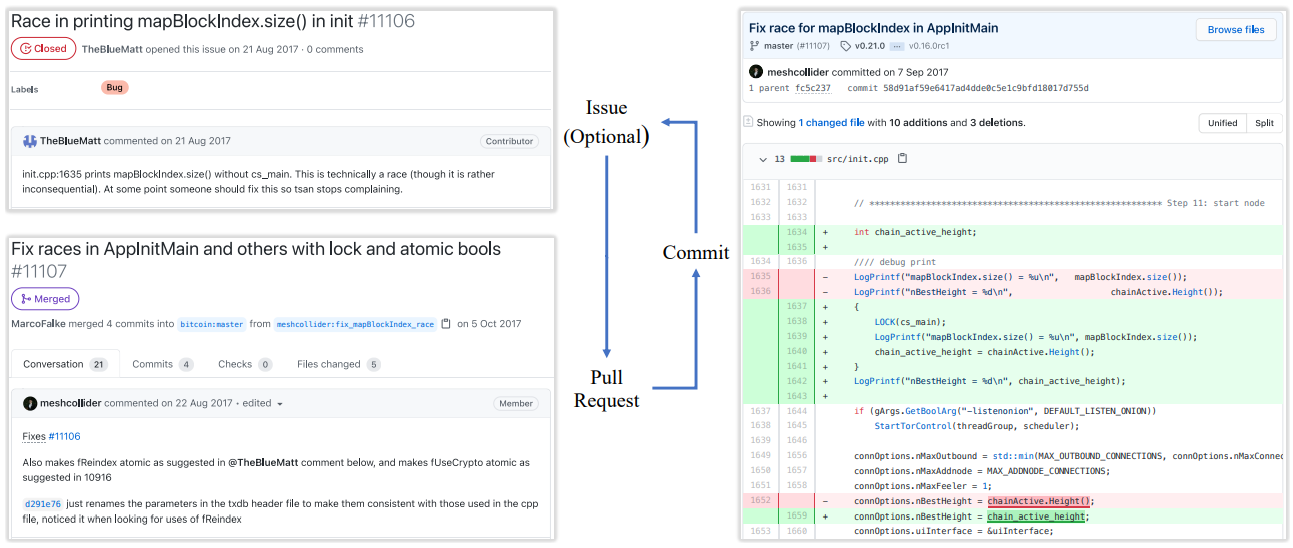 Race in printing mapBlockIndex.size() in init #11106
Closed TheBlueMatt opened this issue on 21 Aug 2017 · 0 comments
Labels Bug
TheBlueMatt commented on 21 Aug 2017 Contributor
init.cpp:1635 prints mapBlockIndex.size() without cs_main. This is technically a race (though it is rather
inconsequential). At some point someone should fix this so tsan stops complaining.
Fix races in AppInitMain and others with lock and atomic bools
#11107
Merged
MarcoFalke merged 4 commits into bitcoin:master from meshcollider:fix_mapBlockIndex_race on 5 Oct 2017
Conversation 21 Commits 4 Checks 0 Files changed 5
meshcollider commented on 22 Aug 2017 • edited Member
Fixes #11106
Also makes fReindex atomic as suggested in @TheBlueMatt comment below, and makes fUseCrypto atomic as
suggested in 10916
d291e76 just renames the parameters in the txdb header file to make them consistent with those used in the cpp
file, noticed it when looking for uses of fReindex
Issue
(Optional)
Commit
Pull
Request
Fix race for mapBlockIndex in AppInitMain Browse files
master (#11107) v0.21.0 ... v0.16.0rc1
meshcollider committed on 7 Sep 2017
1 parent fc5c237 commit 58d91af59e6417ad4dde0c5e1c9bfd18017d755d
Showing 1 changed file with 10 additions and 3 deletions. Unified Split
13 src/init.cpp
1631 1631
1632 1632 // ********************************************************* Step 11: start node
1633 1633
1634 + int chain_active_height;
1635 +
1634 1636 //// debug print
1635 - LogPrintf("mapBlockIndex.size() = %u\n", mapBlockIndex.size());
1636 - LogPrintf("nBestHeight = %d\n", chainActive.Height());
1637 + {
1638 + LOCK(cs_main);
1639 + LogPrintf("mapBlockIndex.size() = %u\n", mapBlockIndex.size());
1640 + chain_active_height = chainActive.Height();
1641 + }
1642 + LogPrintf("nBestHeight = %d\n", chain_active_height);
1643 +
1637 1644 if (gArgs.GetBoolArg("-listenonion", DEFAULT_LISTEN_ONION))
1638 1645 StartTorControl(threadGroup, scheduler);
1639 1646
1649 1656 connOptions.nMaxOutbound = std::min(MAX_OUTBOUND_CONNECTIONS, connOptions.nMaxConnec
1650 1657 connOptions.nMaxAddnode = MAX_ADDNODE_CONNECTIONS;
1651 1658 connOptions.nMaxFeeler = 1;
1652 - connOptions.nBestHeight = chainActive.Height();
1659 + connOptions.nBestHeight = chain_active_height;
1653 1660 connOptions.uiInterface = &uiInterface;